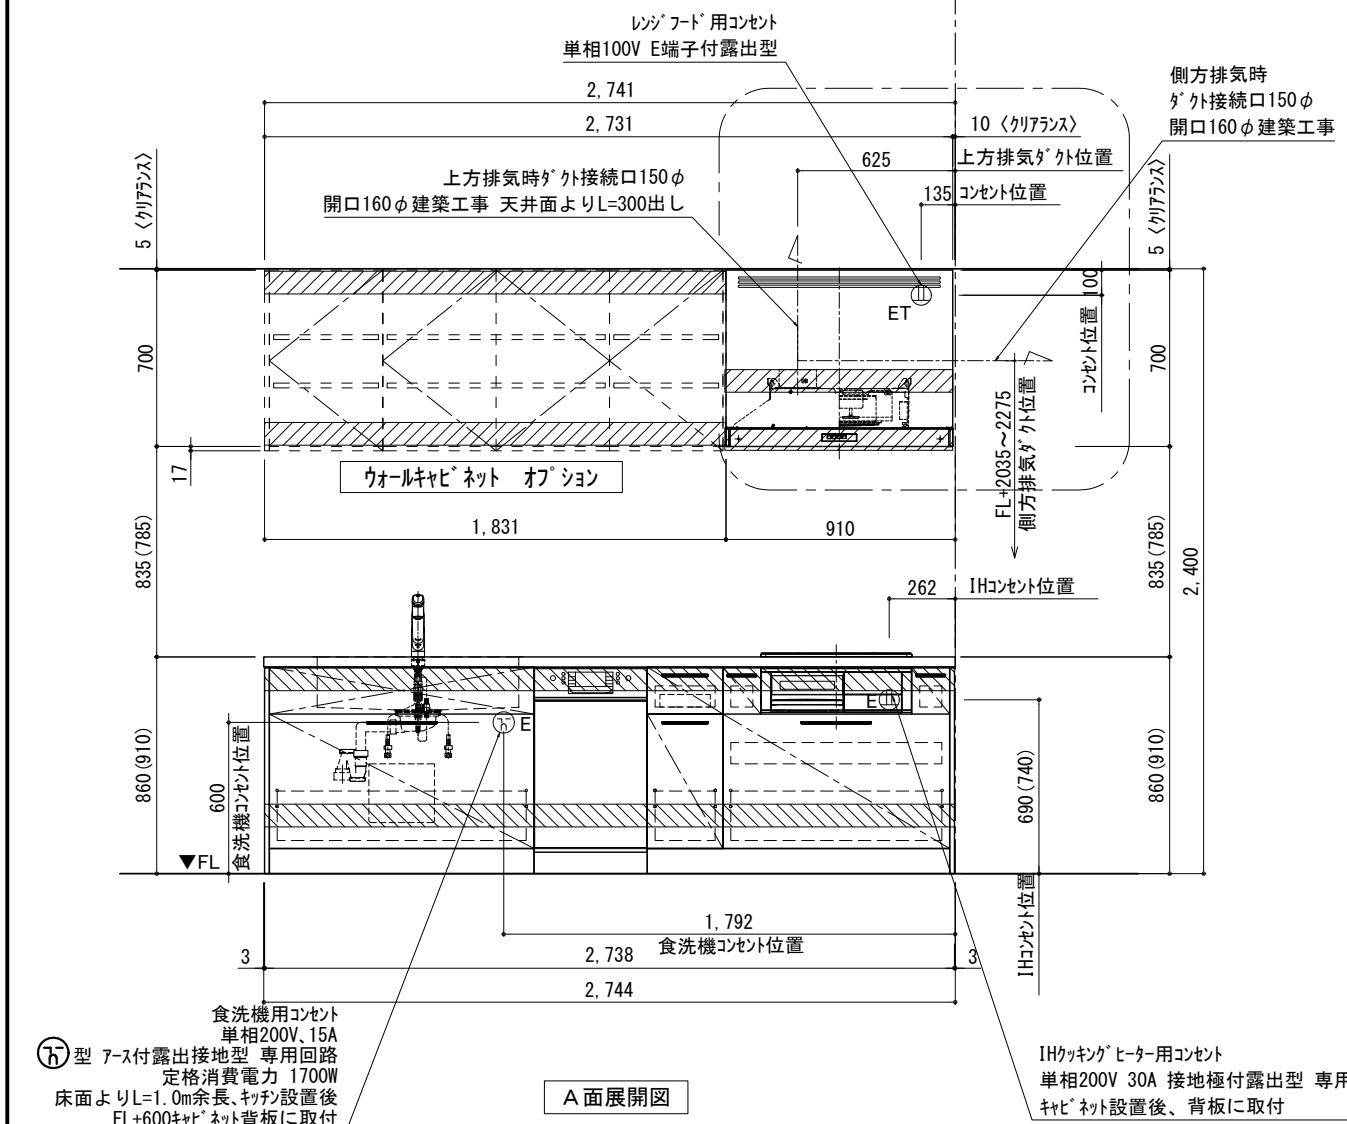 レンジフード用コンセント
単相100V E端子付露出型
側方排気時
ダクト接続口150φ
開口160φ建築工事
2,741
2,731
10 〈クリアランス〉
625
上方排気ダクト位置
135
コンセント位置
上方排気時ダクト接続口150φ
開口160φ建築工事 天井面よりL=300出し
5 〈クリアランス〉
5 〈クリアランス〉
ET
コンセント位置 100
700
700
FL+2035~2275
側方排気ダクト位置
17
ウォールキャビネット オプション
1,831
910
835(785)
835(785)
2,400
262
IHコンセント位置
E
E
860(910)
600
食洗機コンセント位置
690(740)
IHコンセント位置
860(910)
▼FL
1,792
食洗機コンセント位置
3
2,738
3
2,744
食洗機用コンセント
単相200V、15A
型 アース付露出接地型 専用回路
定格消費電力 1700W
床面よりL=1.0m余長、キッチン設置後
FL+600キャビネット背板に取付
A面展開図
IHクッキングヒーター用コンセント
単相200V 30A 接地極付露出型 専用
キャビネット設置後、背板に取付